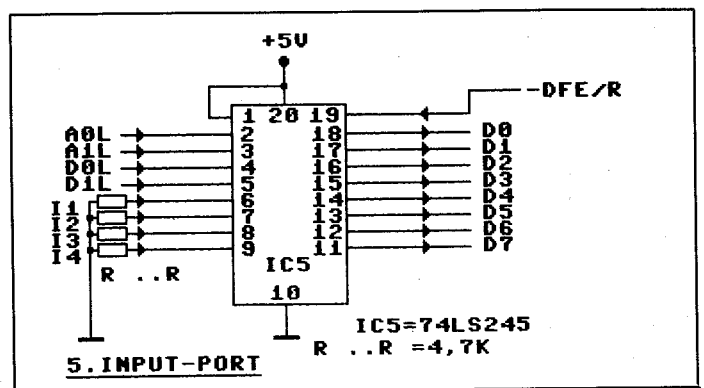 +5V
-DFE/R
1 20 19
A0L 2 18 D0
A1L 3 17 D1
D0L 4 16 D2
D1L 5 15 D3
I1 6 14 D4
I2 7 13 D5
I3 8 12 D6
I4 9 11 D7
R ..R IC5
10
IC5=74LS245
R ..R =4,7K
5.INPUT-PORT